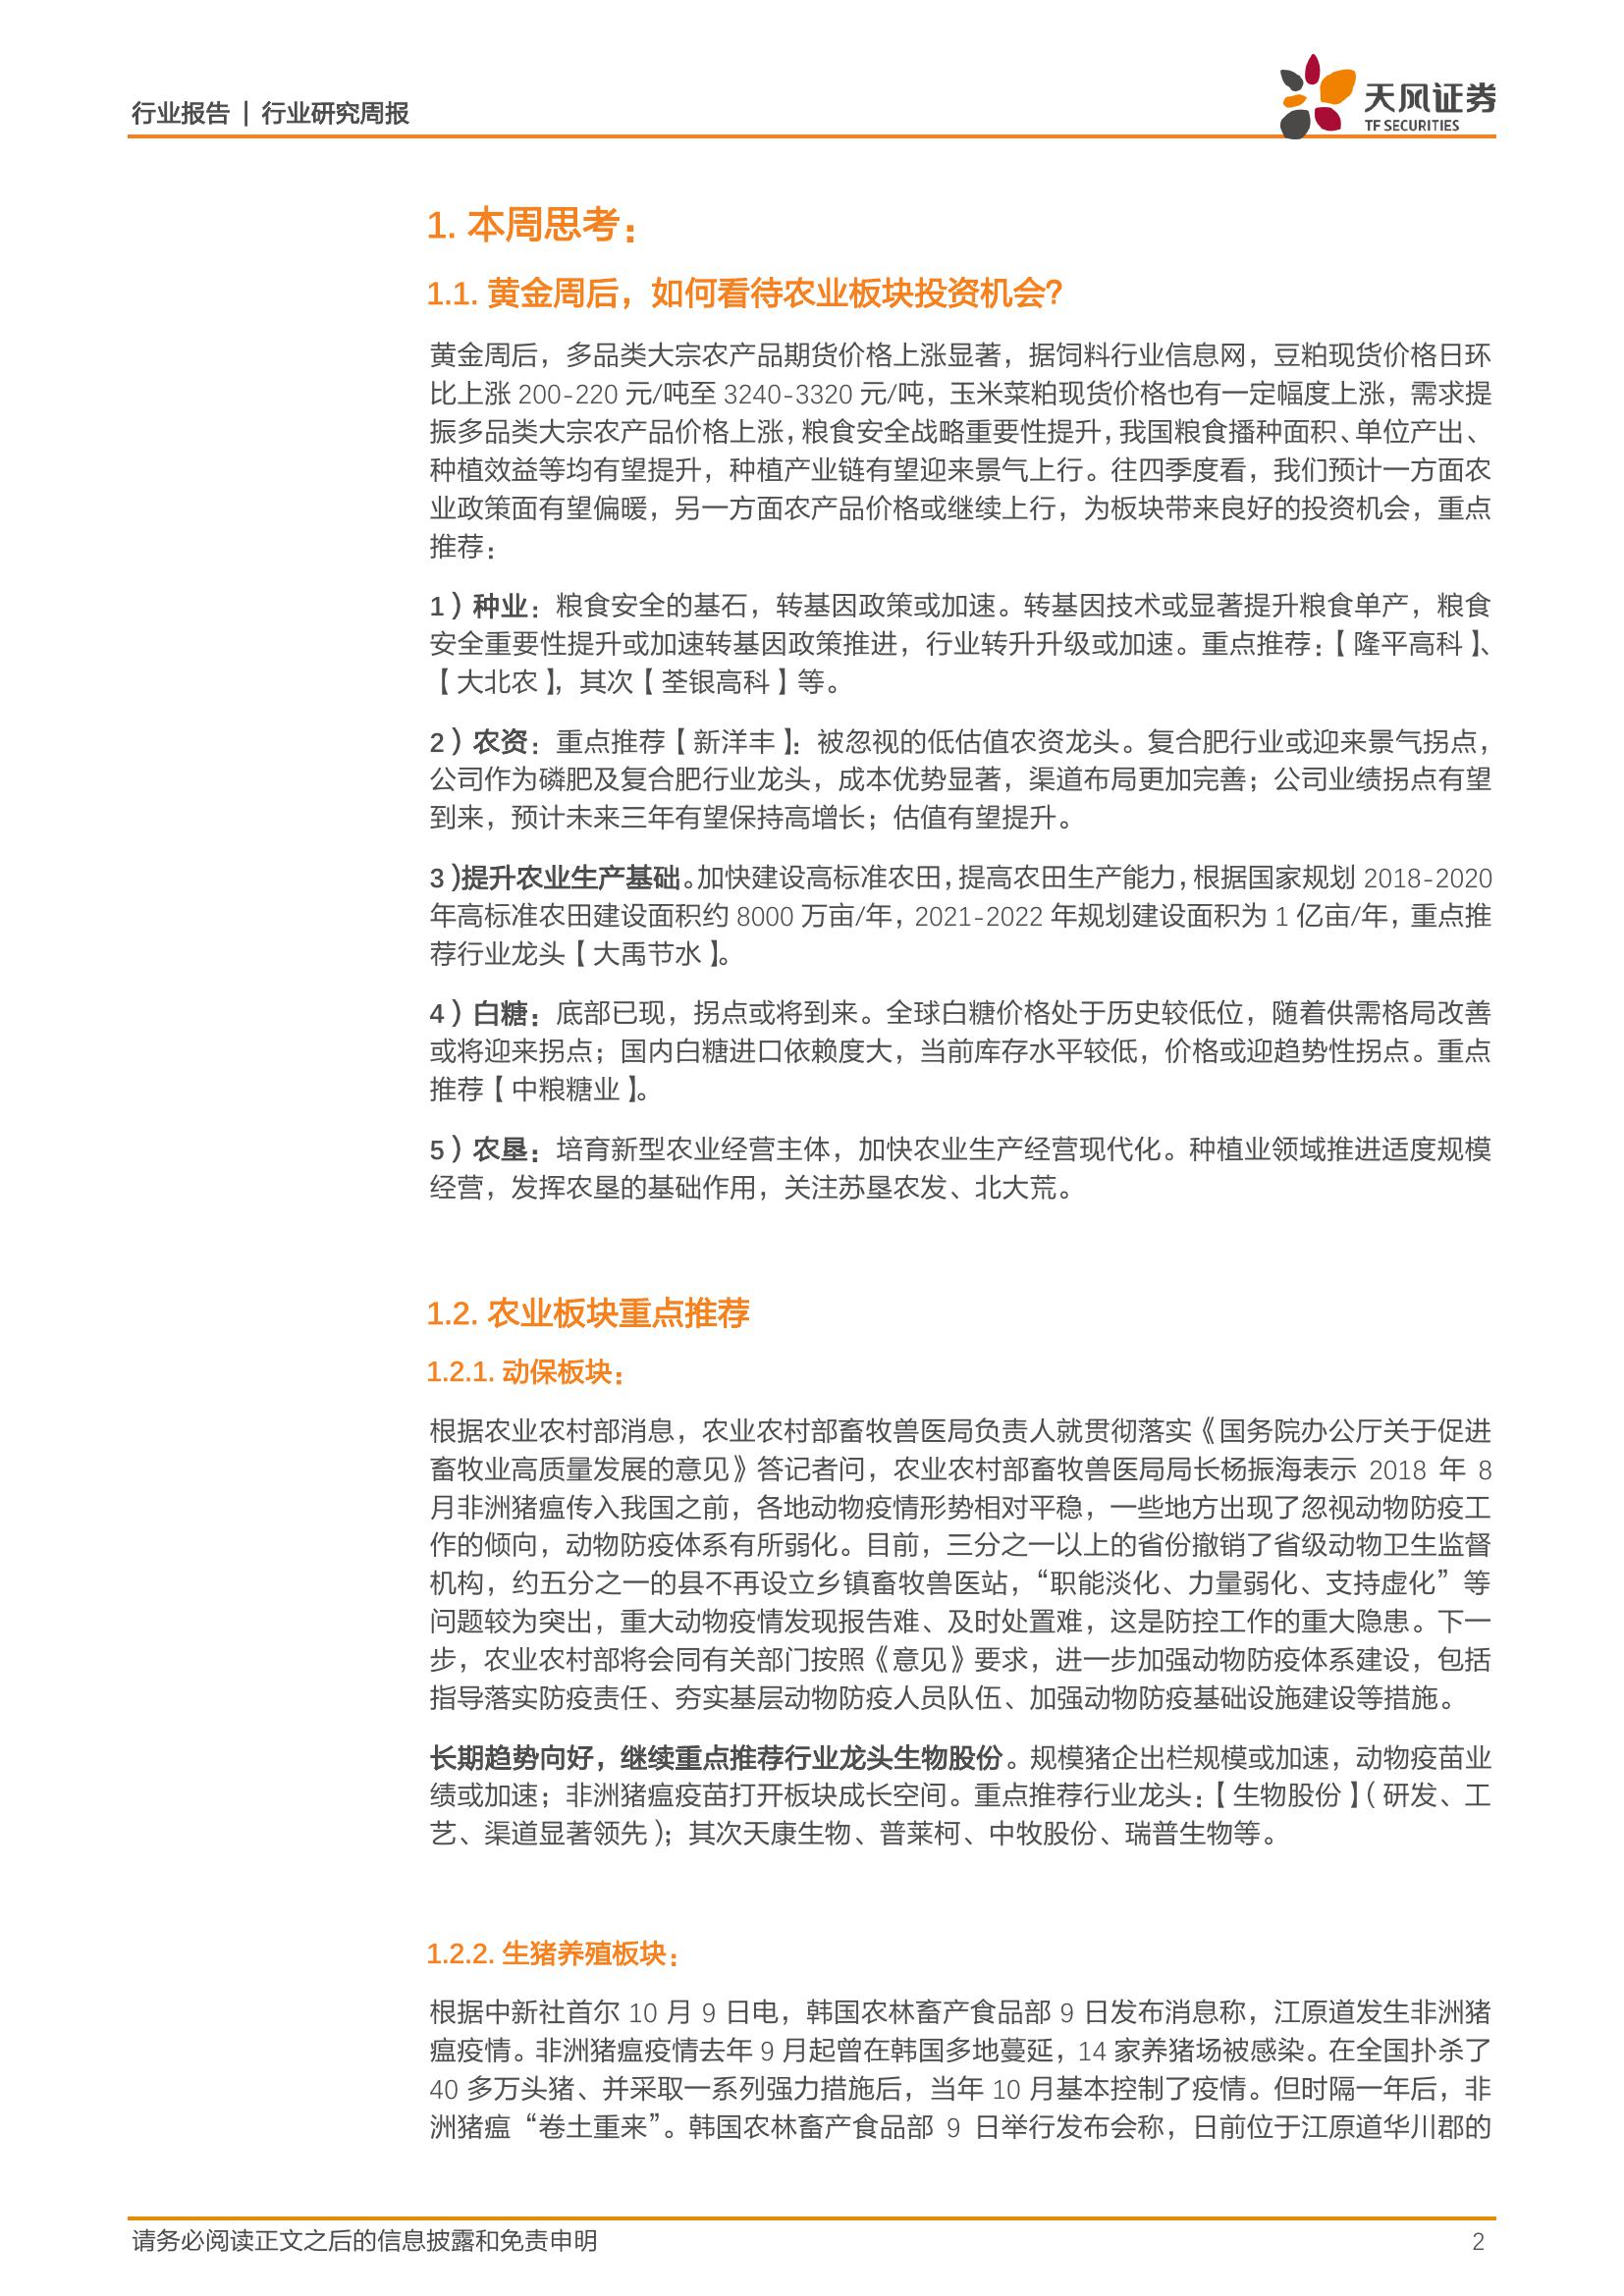 行业报告 | 行业研究周报
天风证券
TF SECURITIES
1. 本周思考：
1.1. 黄金周后，如何看待农业板块投资机会？
黄金周后，多品类大宗农产品期货价格上涨显著，据饲料行业信息网，豆粕现货价格日环
比上涨 200-220 元/吨至 3240-3320 元/吨，玉米菜粕现货价格也有一定幅度上涨，需求提
振多品类大宗农产品价格上涨，粮食安全战略重要性提升，我国粮食播种面积、单位产出、
种植效益等均有望提升，种植产业链有望迎来景气上行。往四季度看，我们预计一方面农
业政策面有望偏暖，另一方面农产品价格或继续上行，为板块带来良好的投资机会，重点
推荐：
1）种业：粮食安全的基石，转基因政策或加速。转基因技术或显著提升粮食单产，粮食
安全重要性提升或加速转基因政策推进，行业转升升级或加速。重点推荐：【隆平高科】、
【大北农】，其次【荃银高科】等。
2）农资：重点推荐【新洋丰】：被忽视的低估值农资龙头。复合肥行业或迎来景气拐点，
公司作为磷肥及复合肥行业龙头，成本优势显著，渠道布局更加完善；公司业绩拐点有望
到来，预计未来三年有望保持高增长；估值有望提升。
3）提升农业生产基础。加快建设高标准农田，提高农田生产能力，根据国家规划 2018-2020
年高标准农田建设面积约 8000 万亩/年，2021-2022 年规划建设面积为 1 亿亩/年，重点推
荐行业龙头【大禹节水】。
4）白糖：底部已现，拐点或将到来。全球白糖价格处于历史较低位，随着供需格局改善
或将迎来拐点；国内白糖进口依赖度大，当前库存水平较低，价格或迎趋势性拐点。重点
推荐【中粮糖业】。
5）农垦：培育新型农业经营主体，加快农业生产经营现代化。种植业领域推进适度规模
经营，发挥农垦的基础作用，关注苏垦农发、北大荒。
1.2. 农业板块重点推荐
1.2.1. 动保板块：
根据农业农村部消息，农业农村部畜牧兽医局负责人就贯彻落实《国务院办公厅关于促进
畜牧业高质量发展的意见》答记者问，农业农村部畜牧兽医局局长杨振海表示 2018 年 8
月非洲猪瘟传入我国之前，各地动物疫情形势相对平稳，一些地方出现了忽视动物防疫工
作的倾向，动物防疫体系有所弱化。目前，三分之一以上的省份撤销了省级动物卫生监督
机构，约五分之一的县不再设立乡镇畜牧兽医站，“职能淡化、力量弱化、支持虚化”等
问题较为突出，重大动物疫情发现报告难、及时处置难，这是防控工作的重大隐患。下一
步，农业农村部将会同有关部门按照《意见》要求，进一步加强动物防疫体系建设，包括
指导落实防疫责任、夯实基层动物防疫人员队伍、加强动物防疫基础设施建设等措施。
长期趋势向好，继续重点推荐行业龙头生物股份。规模猪企出栏规模或加速，动物疫苗业
绩或加速；非洲猪瘟疫苗打开板块成长空间。重点推荐行业龙头：【生物股份】（研发、工
艺、渠道显著领先）；其次天康生物、普莱柯、中牧股份、瑞普生物等。
1.2.2. 生猪养殖板块：
根据中新社首尔 10 月 9 日电，韩国农林畜产食品部 9 日发布消息称，江原道发生非洲猪
瘟疫情。非洲猪瘟疫情去年 9 月起曾在韩国多地蔓延，14 家养猪场被感染。在全国扑杀了
40 多万头猪、并采取一系列强力措施后，当年 10 月基本控制了疫情。但时隔一年后，非
洲猪瘟“卷土重来”。韩国农林畜产食品部 9 日举行发布会称，日前位于江原道华川郡的
请务必阅读正文之后的信息披露和免责申明
2